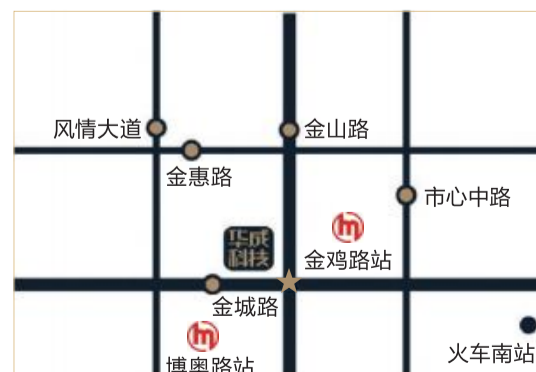 风情大道
金山路
金惠路
市心中路
华成
科技
金鸡路站
金城路
火车南站
博奥路站